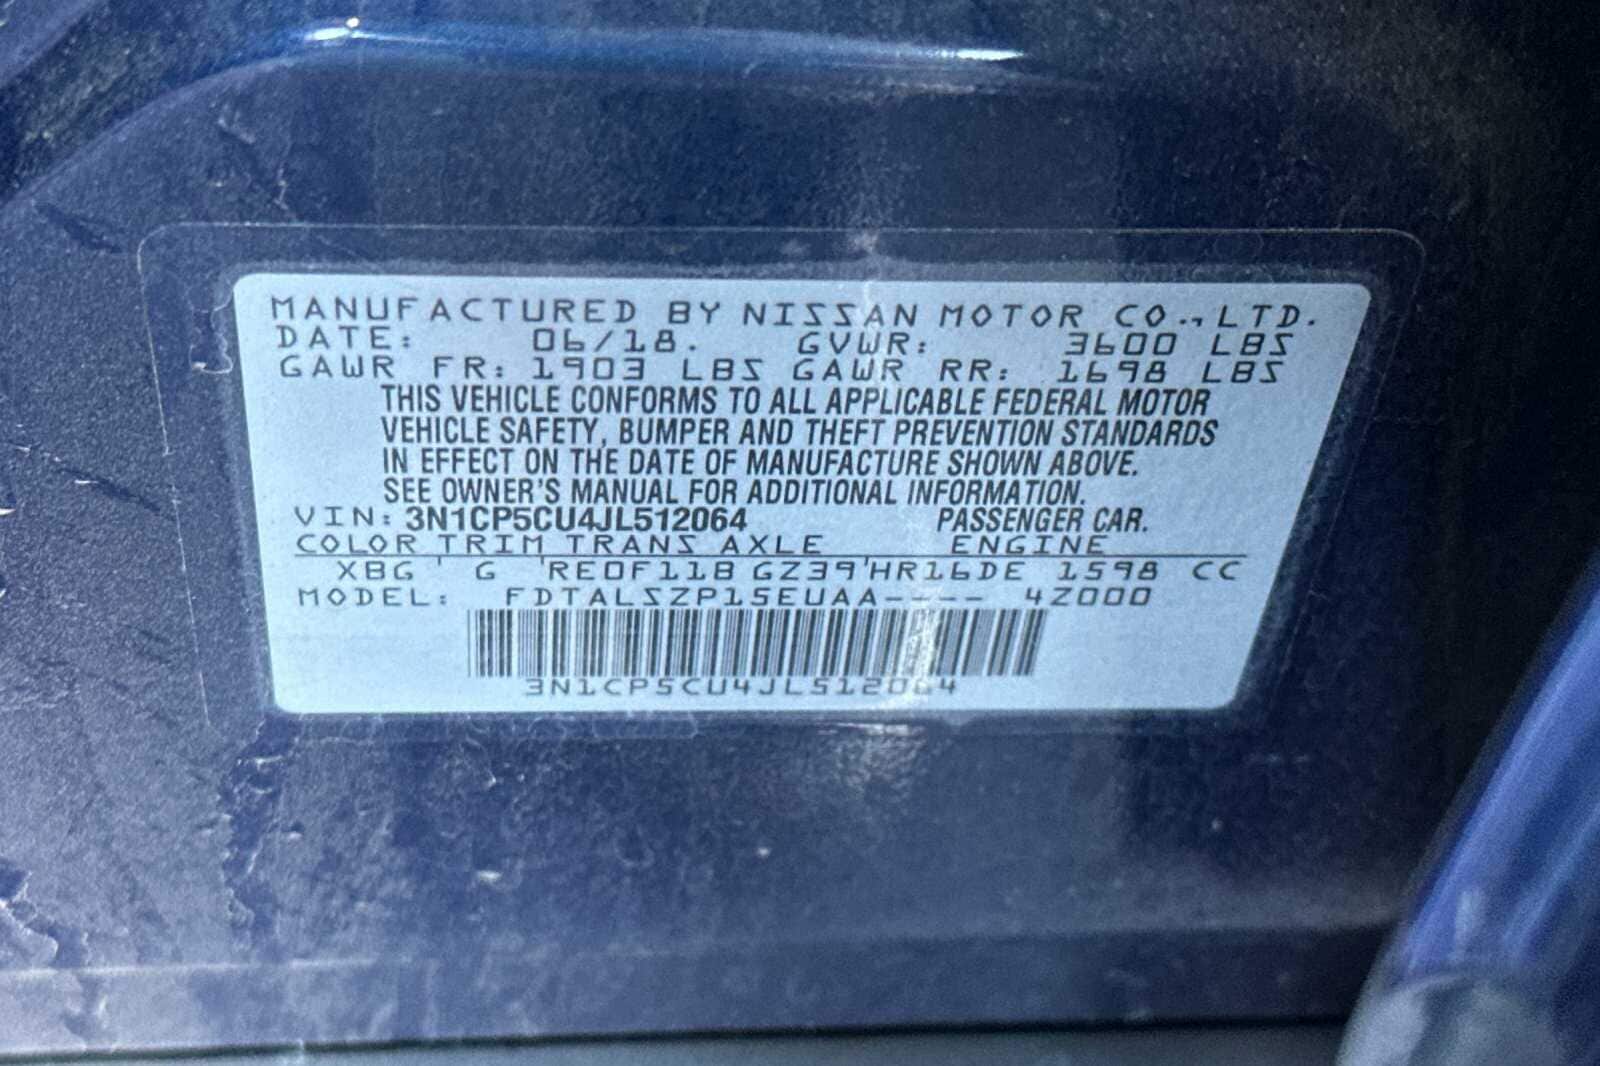 MANUFACTURED BY NISSAN MOTOR CO., LTD.
DATE: 06/18. GVWR: 3600 LBS
GAWR FR: 1903 LBS GAWR RR: 1698 LBS
THIS VEHICLE CONFORMS TO ALL APPLICABLE FEDERAL MOTOR
VEHICLE SAFETY, BUMPER AND THEFT PREVENTION STANDARDS
IN EFFECT ON THE DATE OF MANUFACTURE SHOWN ABOVE.
SEE OWNER'S MANUAL FOR ADDITIONAL INFORMATION.
VIN: 3N1CP5CU4JL512064 PASSENGER CAR.
COLOR TRIM TRANS AXLE ENGINE
XBG ' G 'RE0F11B GZ39'HR16DE 1598 CC
MODEL: FDTALSZP15EUAA---- 4Z000
3N1CP5CU4JL512064